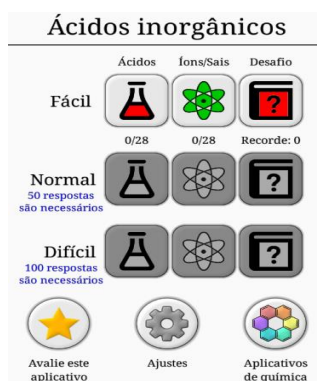 Ácidos inorgânicos
Ácidos Íons/Sais Desafio
Fácil
?
0/28 0/28 Recorde: 0
Normal
50 respostas
são necessários
?
Difícil
100 respostas
são necessários
?
Avalie este
aplicativo
Ajustes
Aplicativos
de química